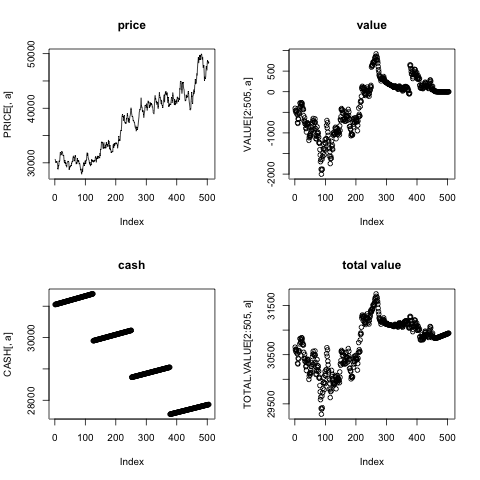 price
value
PRICE[, a]
30000
40000
50000
0 100 200 300 400 500
Index
VALUE[2:505, a]
-2000
-1000
0
500
0 100 200 300 400 500
Index
cash
total value
CASH[, a]
28000
30000
0 100 200 300 400 500
Index
TOTAL.VALUE[2:505, a]
29500
30500
31500
0 100 200 300 400 500
Index